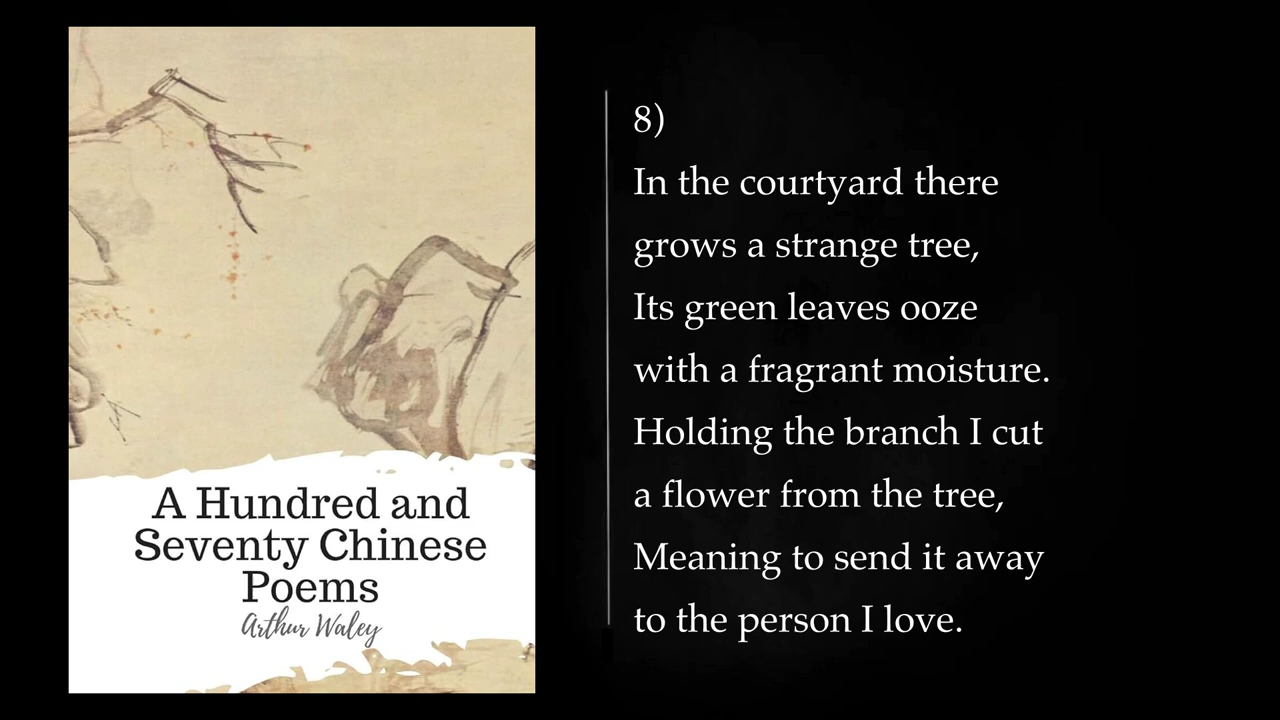 A Hundred and
Seventy Chinese
Poems
Arthur Waley
8)
In the courtyard there
grows a strange tree,
Its green leaves ooze
with a fragrant moisture.
Holding the branch I cut
a flower from the tree,
Meaning to send it away
to the person I love.